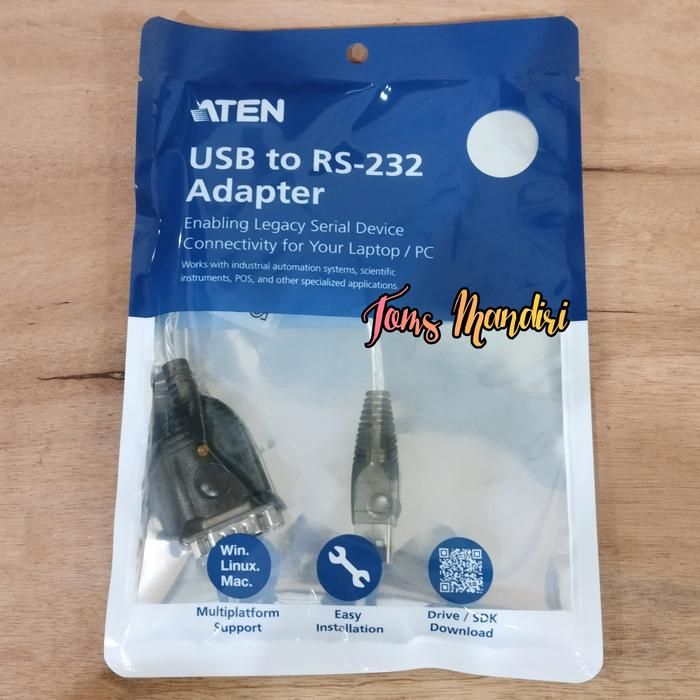 ATEN
USB to RS-232
Adapter
Enabling Legacy Serial Device
Connectivity for Your Laptop / PC
Works with industrial automation systems, scientific
instruments, POS, and other specialized applications.
Toms Mandiri
Win.
Linux.
Mac.
Multiplatform
Support
Easy
Installation
Drive / SDK
Download